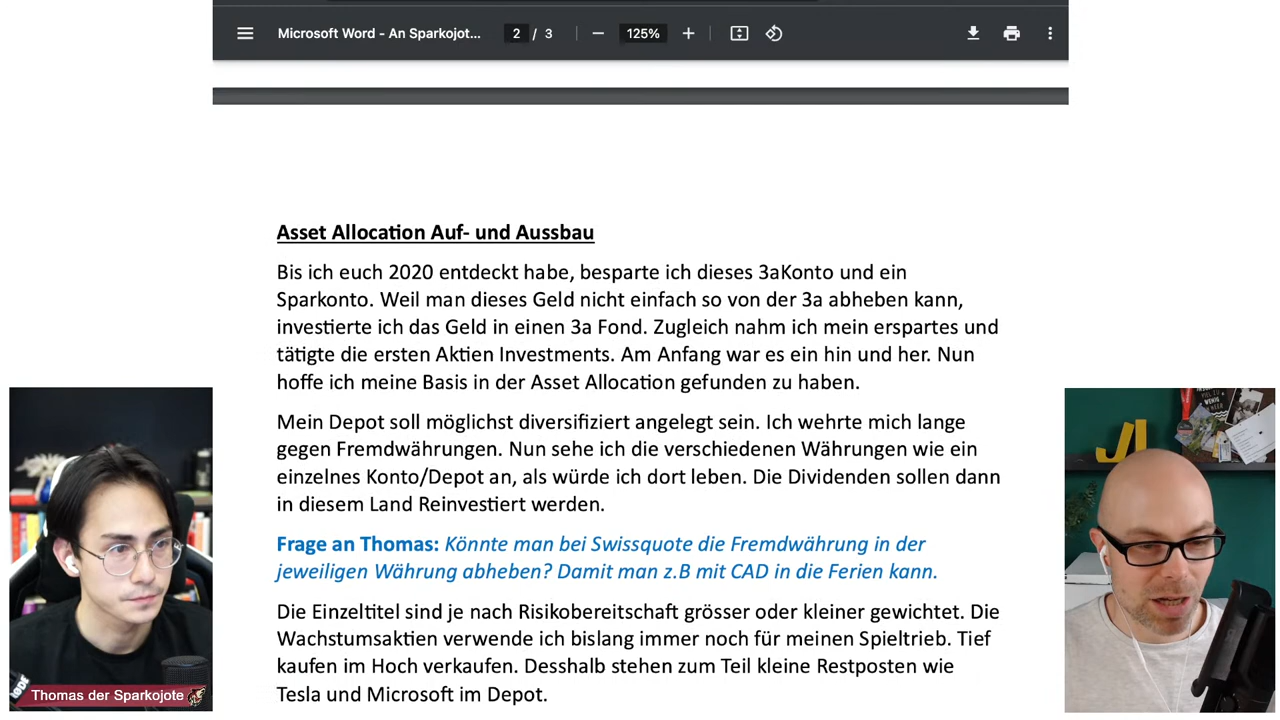 Microsoft Word - An Sparkojot...
2 / 3
125%
Asset Allocation Auf- und Aussbau
Bis ich euch 2020 entdeckt habe, besparte ich dieses 3aKonto und ein
Sparkonto. Weil man dieses Geld nicht einfach so von der 3a abheben kann,
investierte ich das Geld in einen 3a Fond. Zugleich nahm ich mein erspartes und
tätigte die ersten Aktien Investments. Am Anfang war es ein hin und her. Nun
hoffe ich meine Basis in der Asset Allocation gefunden zu haben.
Mein Depot soll möglichst diversifiziert angelegt sein. Ich wehrte mich lange
gegen Fremdwährungen. Nun sehe ich die verschiedenen Währungen wie ein
einzelnes Konto/Depot an, als würde ich dort leben. Die Dividenden sollen dann
in diesem Land Reinvestiert werden.
Frage an Thomas: Könnte man bei Swissquote die Fremdwährung in der
jeweiligen Währung abheben? Damit man z.B mit CAD in die Ferien kann.
Die Einzeltitel sind je nach Risikobereitschaft grösser oder kleiner gewichtet. Die
Wachstumsaktien verwende ich bislang immer noch für meinen Spieltrieb. Tief
kaufen im Hoch verkaufen. Desshalb stehen zum Teil kleine Restposten wie
Tesla und Microsoft im Depot.
Thomas der Sparkojote